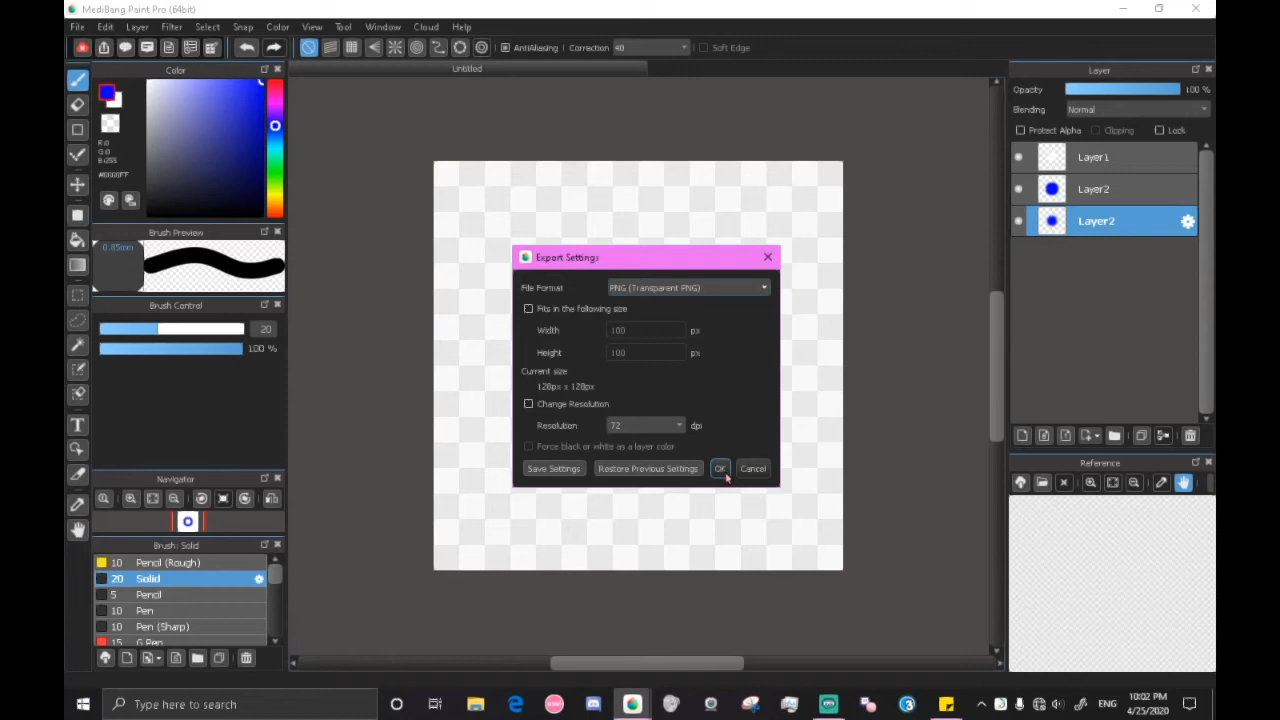 MediBang Paint Pro (64bit)
File Edit Layer Filter Select Snap Color View Tool Window Cloud Help
AntiAliasing Correction 40 Soft Edge
Color
Untitled
Layer
Opacity 100 %
Blending Normal
Protect Alpha Clipping Lock
R:0
G:0
B:255
#0000FF
Layer1
Layer2
Layer2
Brush Preview
0.85mm
Brush Control
20
100 %
Export Settings
File Format PNG (Transparent PNG)
Fits in the following size
Width 100 px
Height 100 px
Current size
128px x 128px
Change Resolution
Resolution 72 dpi
Force black or white as a layer color
Save Settings Restore Previous Settings OK Cancel
Reference
Navigator
Brush: Solid
10 Pencil (Rough)
20 Solid
5 Pencil
10 Pen
10 Pen (Sharp)
15 G Pen
Type here to search
ENG
10:02 PM
4/25/2020